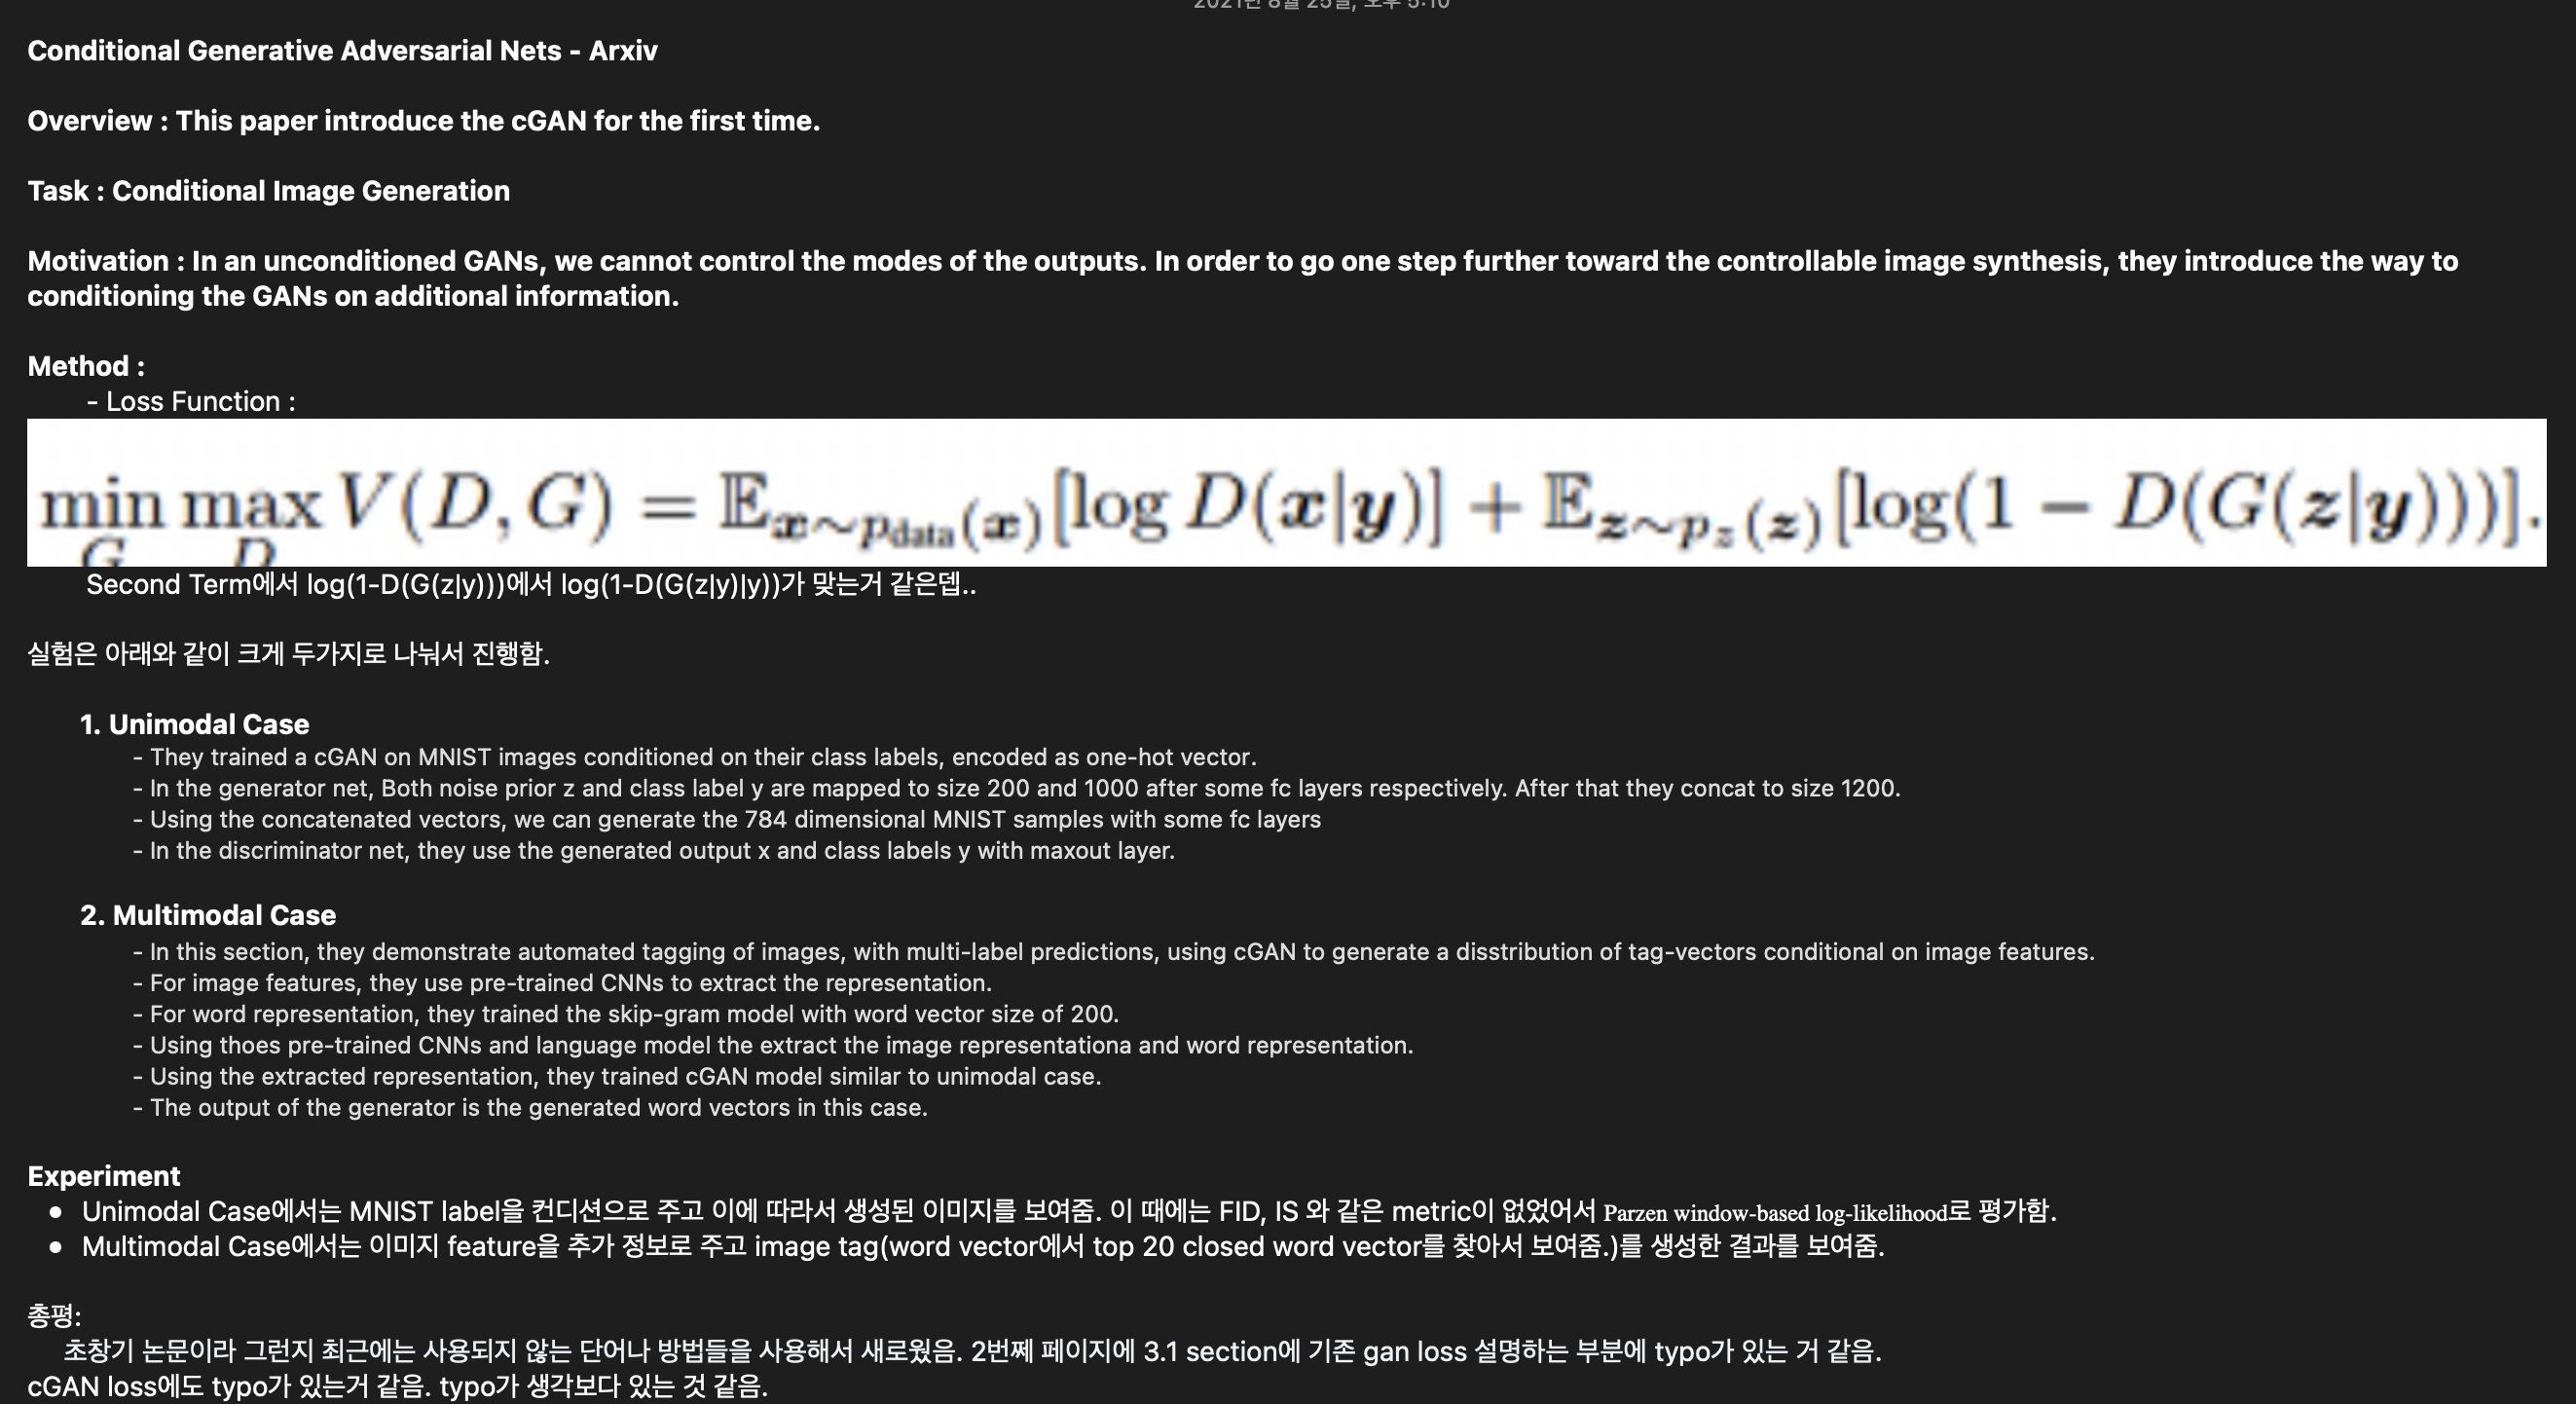 2021년 8월 25일, 오후 5:10
Conditional Generative Adversarial Nets - Arxiv
Overview : This paper introduce the cGAN for the first time.
Task : Conditional Image Generation
Motivation : In an unconditioned GANs, we cannot control the modes of the outputs. In order to go one step further toward the controllable image synthesis, they introduce the way to
conditioning the GANs on additional information.
Method :
- Loss Function :
min_G max_D V(D, G) = 𝔼_{x∼p_data(x)}[log D(x|y)] + 𝔼_{z∼p_z(z)}[log(1 − D(G(z|y)))].
Second Term에서 log(1-D(G(z|y)))에서 log(1-D(G(z|y)|y))가 맞는거 같은뎁..
실험은 아래와 같이 크게 두가지로 나눠서 진행함.
1. Unimodal Case
- They trained a cGAN on MNIST images conditioned on their class labels, encoded as one-hot vector.
- In the generator net, Both noise prior z and class label y are mapped to size 200 and 1000 after some fc layers respectively. After that they concat to size 1200.
- Using the concatenated vectors, we can generate the 784 dimensional MNIST samples with some fc layers
- In the discriminator net, they use the generated output x and class labels y with maxout layer.
2. Multimodal Case
- In this section, they demonstrate automated tagging of images, with multi-label predictions, using cGAN to generate a disstribution of tag-vectors conditional on image features.
- For image features, they use pre-trained CNNs to extract the representation.
- For word representation, they trained the skip-gram model with word vector size of 200.
- Using thoes pre-trained CNNs and language model the extract the image representationa and word representation.
- Using the extracted representation, they trained cGAN model similar to unimodal case.
- The output of the generator is the generated word vectors in this case.
Experiment
• Unimodal Case에서는 MNIST label을 컨디션으로 주고 이에 따라서 생성된 이미지를 보여줌. 이 때에는 FID, IS 와 같은 metric이 없었어서 Parzen window-based log-likelihood로 평가함.
• Multimodal Case에서는 이미지 feature을 추가 정보로 주고 image tag(word vector에서 top 20 closed word vector를 찾아서 보여줌.)를 생성한 결과를 보여줌.
총평:
초창기 논문이라 그런지 최근에는 사용되지 않는 단어나 방법들을 사용해서 새로웠음. 2번째 페이지에 3.1 section에 기존 gan loss 설명하는 부분에 typo가 있는 거 같음.
cGAN loss에도 typo가 있는거 같음. typo가 생각보다 있는 것 같음.